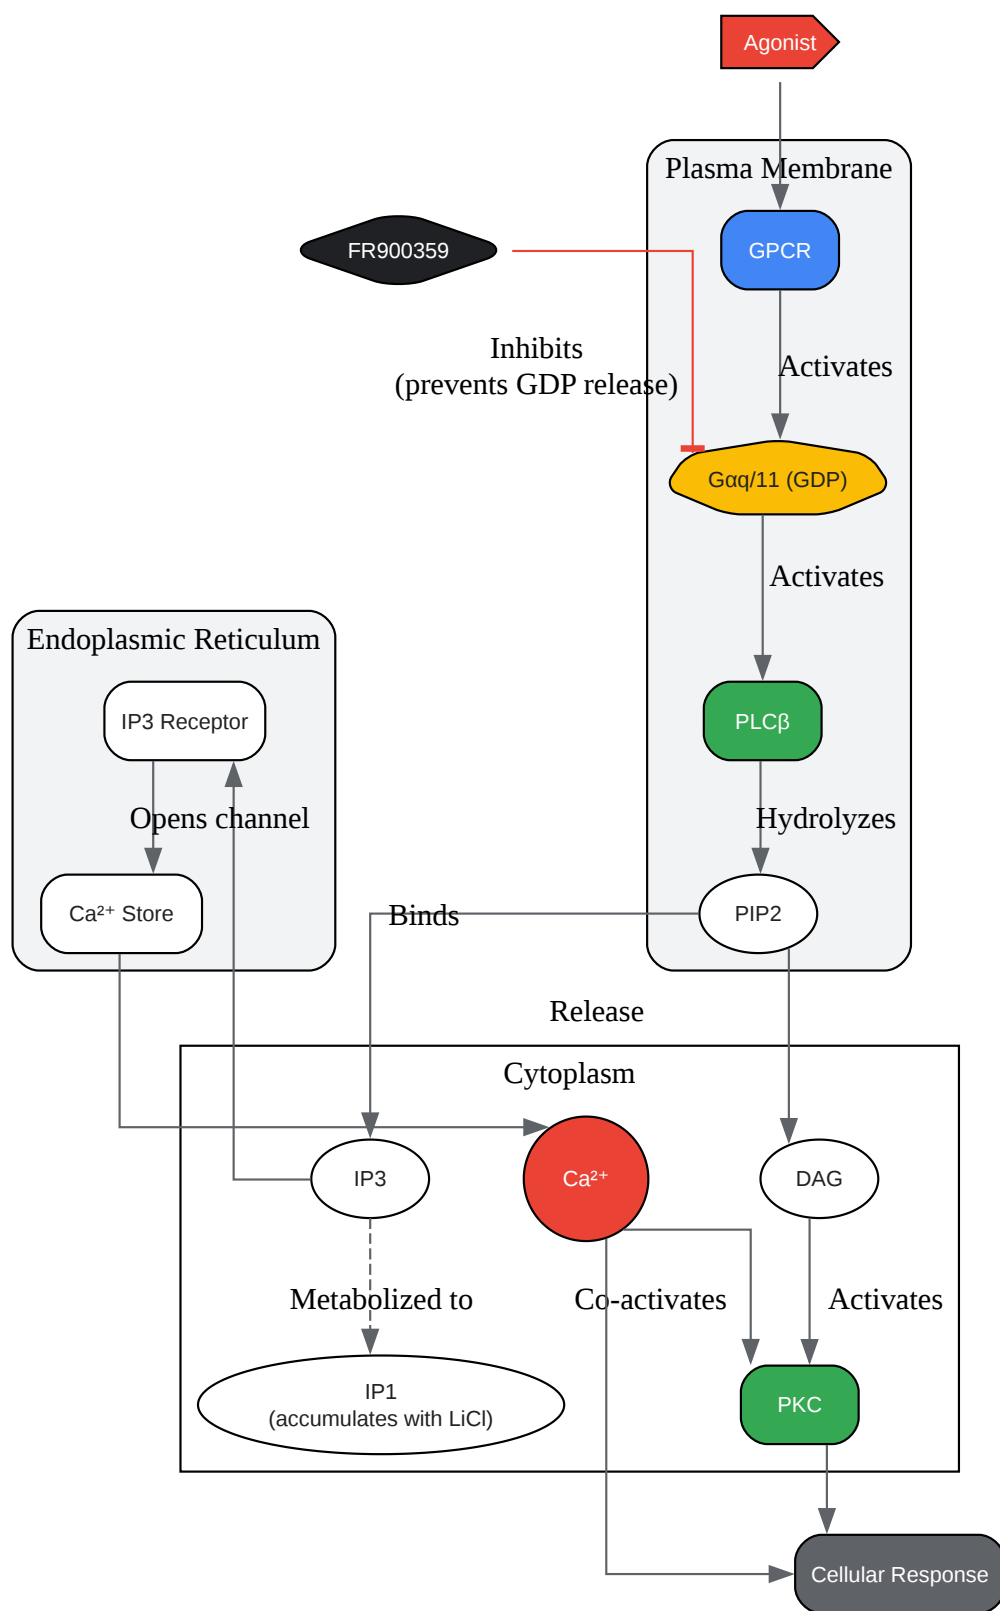 Agonist
Plasma Membrane
FR900359
GPCR
Inhibits
(prevents GDP release)
Activates
Gαq/11 (GDP)
Activates
Endoplasmic Reticulum
IP3 Receptor
PLCβ
Opens channel
Hydrolyzes
Ca²⁺ Store
Binds
PIP2
Release
Cytoplasm
IP3
Ca²⁺
DAG
Metabolized to
Co-activates
Activates
IP1
(accumulates with LiCl)
PKC
Cellular Response